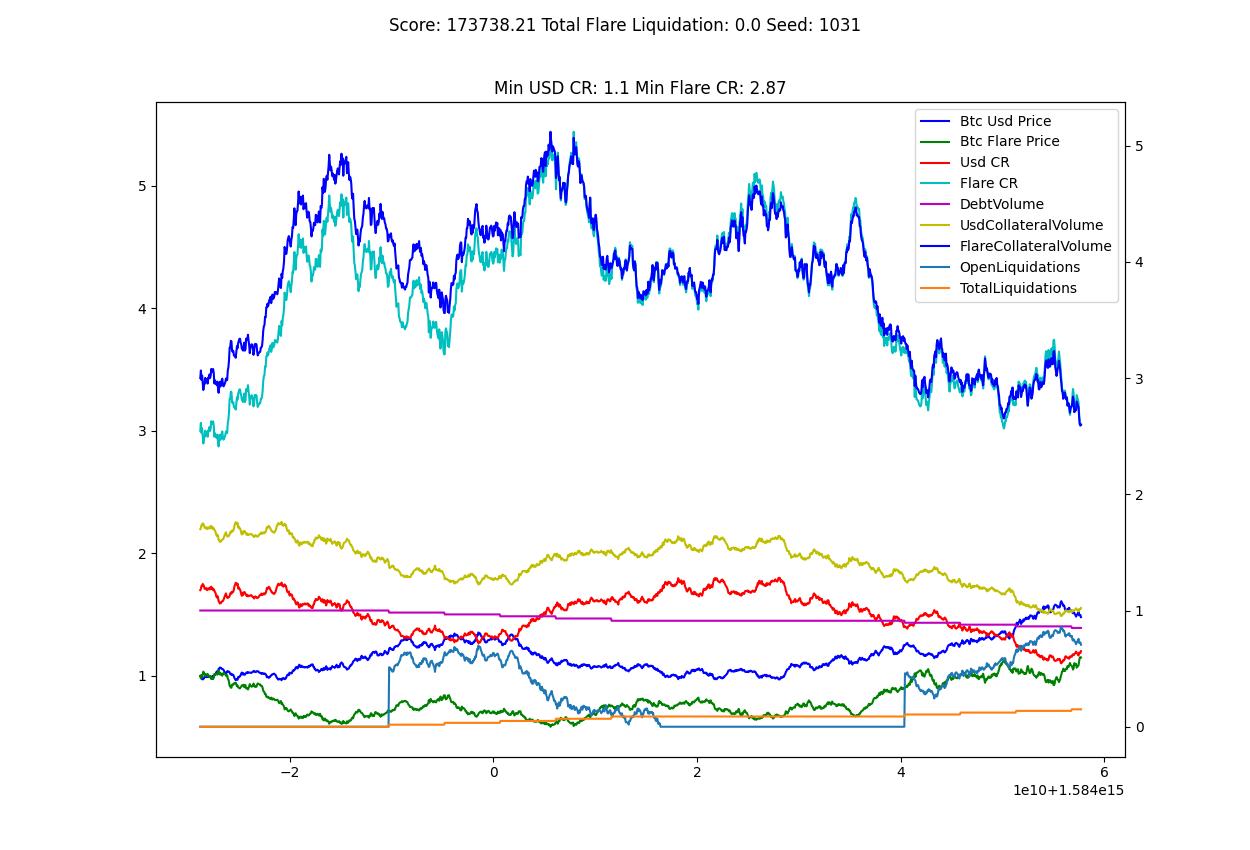 Score: 173738.21 Total Flare Liquidation: 0.0 Seed: 1031
Min USD CR: 1.1 Min Flare CR: 2.87
Btc Usd Price
Btc Flare Price
Usd CR
Flare CR
DebtVolume
UsdCollateralVolume
FlareCollateralVolume
OpenLiquidations
TotalLiquidations
5
4
3
2
1
5
4
3
2
1
0
−2
0
2
4
6
1e10+1.584e15